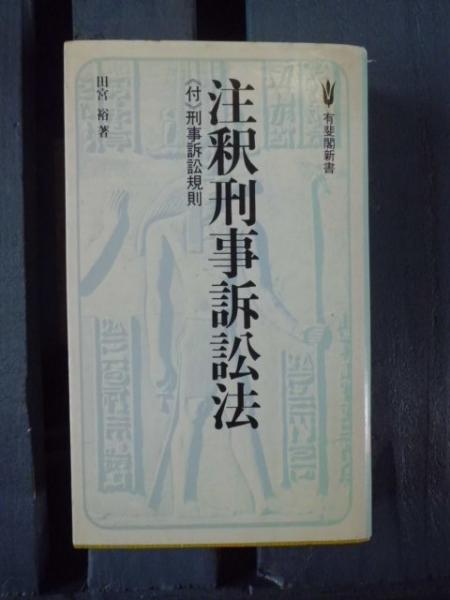 有斐閣新書
注釈刑事訴訟法
〈付〉刑事訴訟規則
田宮 裕 著